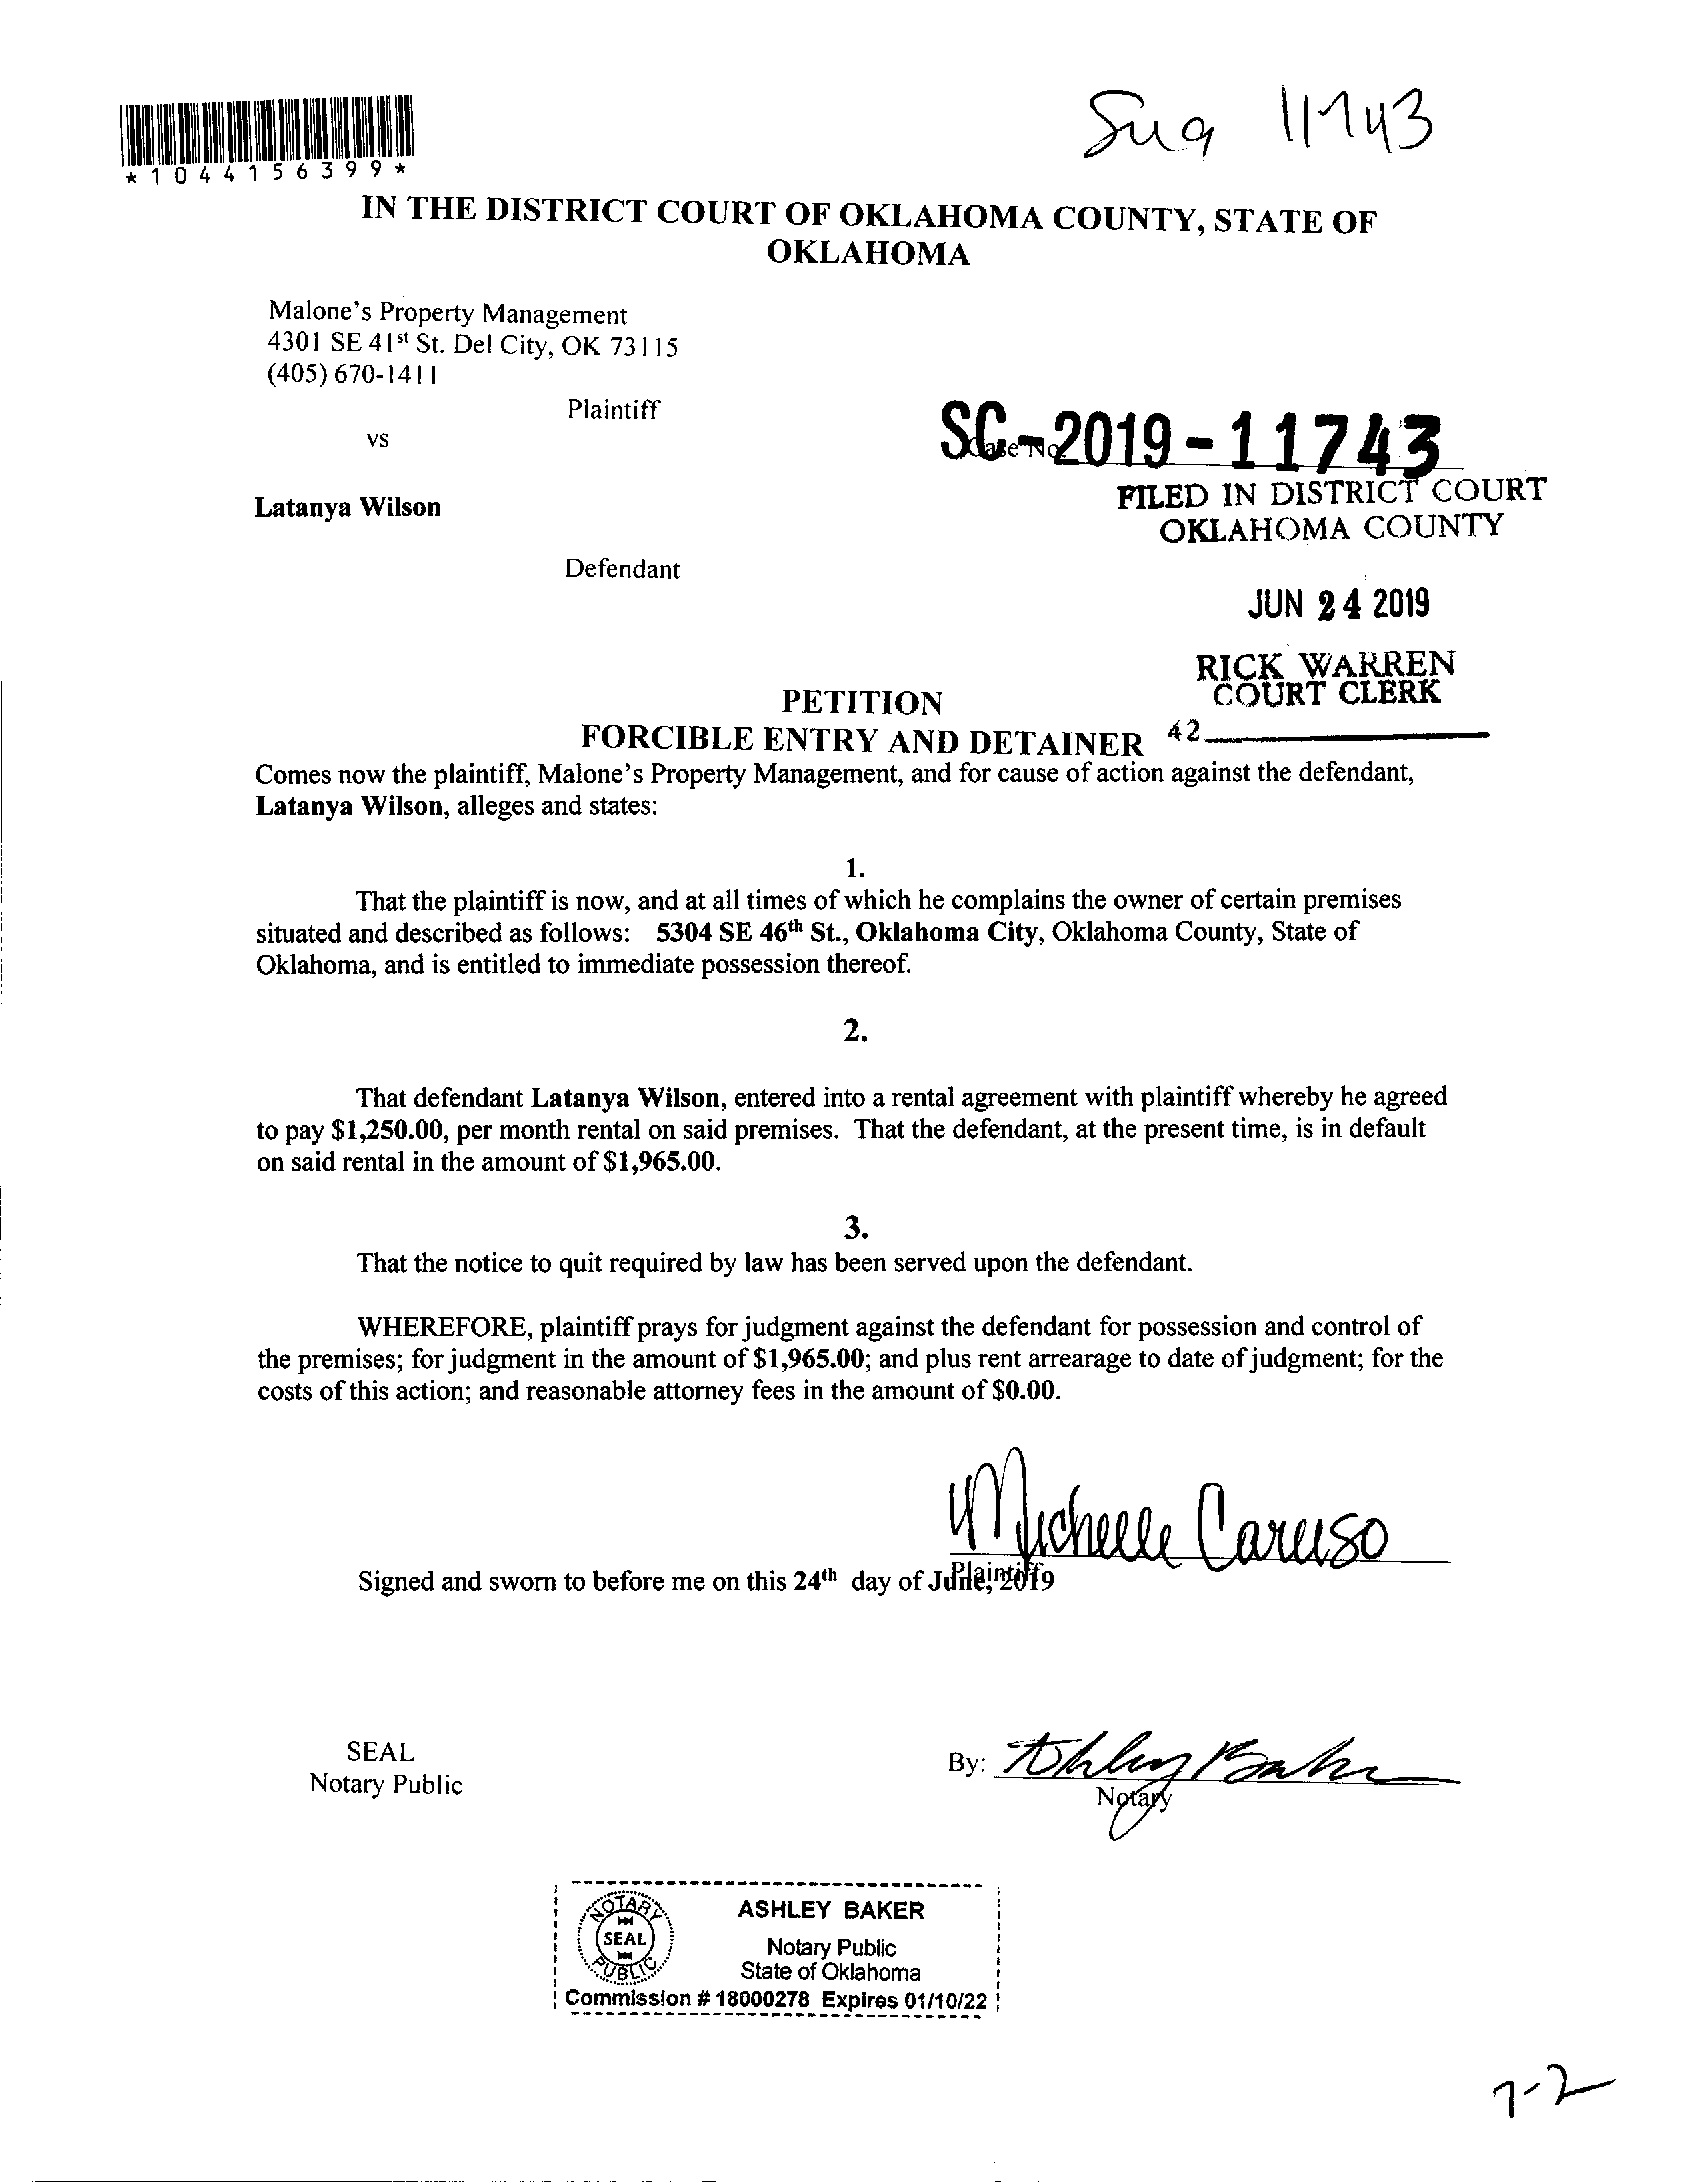 *1044156399*
11743
IN THE DISTRICT COURT OF OKLAHOMA COUNTY, STATE OF
OKLAHOMA
Malone's Property Management
4301 SE 41st St. Del City, OK 73115
(405) 670-1411
Plaintiff
vs
Case No
SC-2019-11743
FILED IN DISTRICT COURT
OKLAHOMA COUNTY
Latanya Wilson
Defendant
JUN 24 2019
RICK WARREN
COURT CLERK
42
PETITION
FORCIBLE ENTRY AND DETAINER
Comes now the plaintiff, Malone's Property Management, and for cause of action against the defendant,
Latanya Wilson, alleges and states:
1.
That the plaintiff is now, and at all times of which he complains the owner of certain premises
situated and described as follows: 5304 SE 46th St., Oklahoma City, Oklahoma County, State of
Oklahoma, and is entitled to immediate possession thereof.
2.
That defendant Latanya Wilson, entered into a rental agreement with plaintiff whereby he agreed
to pay $1,250.00, per month rental on said premises. That the defendant, at the present time, is in default
on said rental in the amount of $1,965.00.
3.
That the notice to quit required by law has been served upon the defendant.
WHEREFORE, plaintiff prays for judgment against the defendant for possession and control of
the premises; for judgment in the amount of $1,965.00; and plus rent arrearage to date of judgment; for the
costs of this action; and reasonable attorney fees in the amount of $0.00.
Michelle Caruso
Plaintiff
Signed and sworn to before me on this 24th day of June, 2019
SEAL
Notary Public
By: Ashley Baker
Notary
NOTARY
SEAL
PUBLIC
ASHLEY BAKER
Notary Public
State of Oklahoma
Commission # 18000278 Expires 01/10/22
7-2